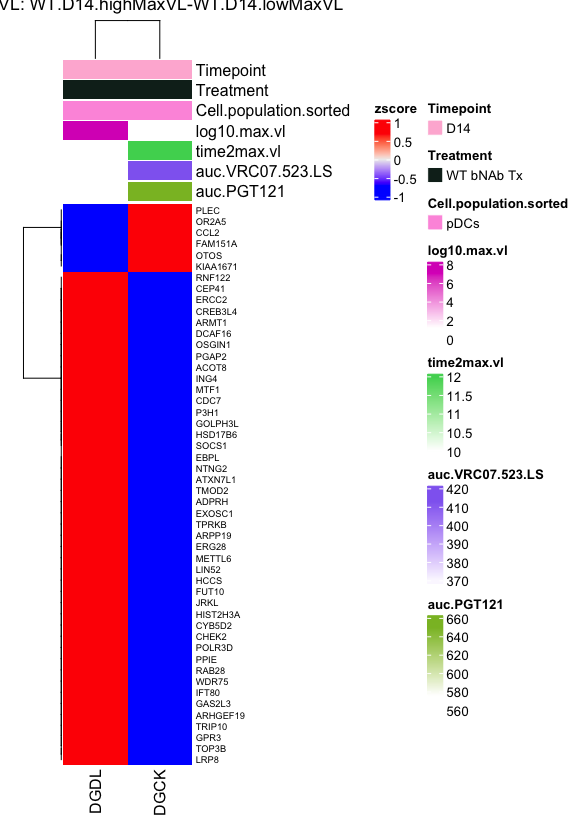 VL: WT.D14.highMaxVL-WT.D14.lowMaxVL
Timepoint
Treatment
Cell.population.sorted
log10.max.vl
time2max.vl
auc.VRC07.523.LS
auc.PGT121
PLEC
OR2A5
CCL2
FAM151A
OTOS
KIAA1671
RNF122
CEP41
ERCC2
CREB3L4
ARMT1
DCAF16
OSGIN1
PGAP2
ACOT8
ING4
MTF1
CDC7
P3H1
GOLPH3L
HSD17B6
SOCS1
EBPL
NTNG2
ATXN7L1
TMOD2
ADPRH
EXOSC1
TPRKB
ARPP19
ERG28
METTL6
LIN52
HCCS
FUT10
JRKL
HIST2H3A
CYB5D2
CHEK2
POLR3D
PPIE
RAB28
WDR75
IFT80
GAS2L3
ARHGEF19
TRIP10
GPR3
TOP3B
LRP8
DGDL
DGCK
zscore
1
0.5
0
-0.5
-1
Timepoint
D14
Treatment
WT bNAb Tx
Cell.population.sorted
pDCs
log10.max.vl
8
6
4
2
0
time2max.vl
12
11.5
11
10.5
10
auc.VRC07.523.LS
420
410
400
390
380
370
auc.PGT121
660
640
620
600
580
560